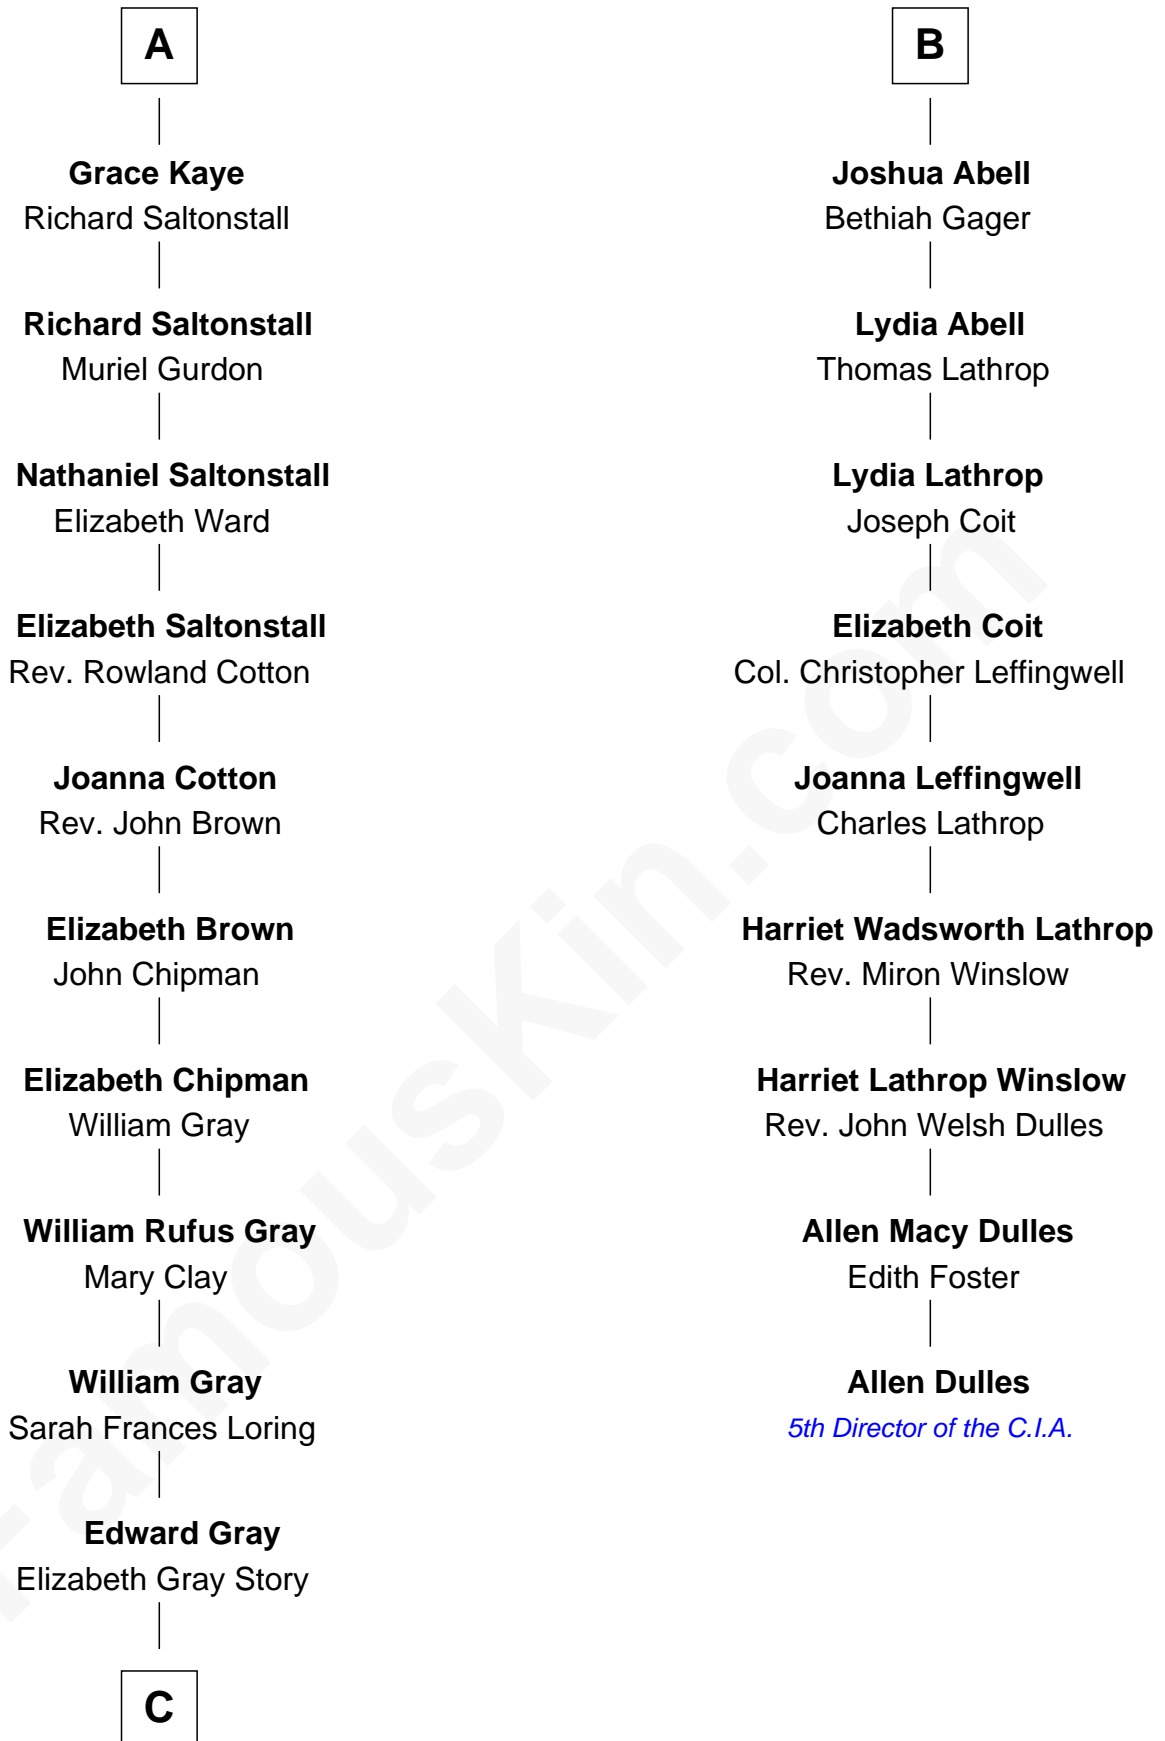 A
Grace Kaye
Richard Saltonstall
Richard Saltonstall
Muriel Gurdon
Nathaniel Saltonstall
Elizabeth Ward
Elizabeth Saltonstall
Rev. Rowland Cotton
Joanna Cotton
Rev. John Brown
Elizabeth Brown
John Chipman
Elizabeth Chipman
William Gray
William Rufus Gray
Mary Clay
William Gray
Sarah Frances Loring
Edward Gray
Elizabeth Gray Story
C
B
Joshua Abell
Bethiah Gager
Lydia Abell
Thomas Lathrop
Lydia Lathrop
Joseph Coit
Elizabeth Coit
Col. Christopher Leffingwell
Joanna Leffingwell
Charles Lathrop
Harriet Wadsworth Lathrop
Rev. Miron Winslow
Harriet Lathrop Winslow
Rev. John Welsh Dulles
Allen Macy Dulles
Edith Foster
Allen Dulles
5th Director of the C.I.A.
FamousKin.com